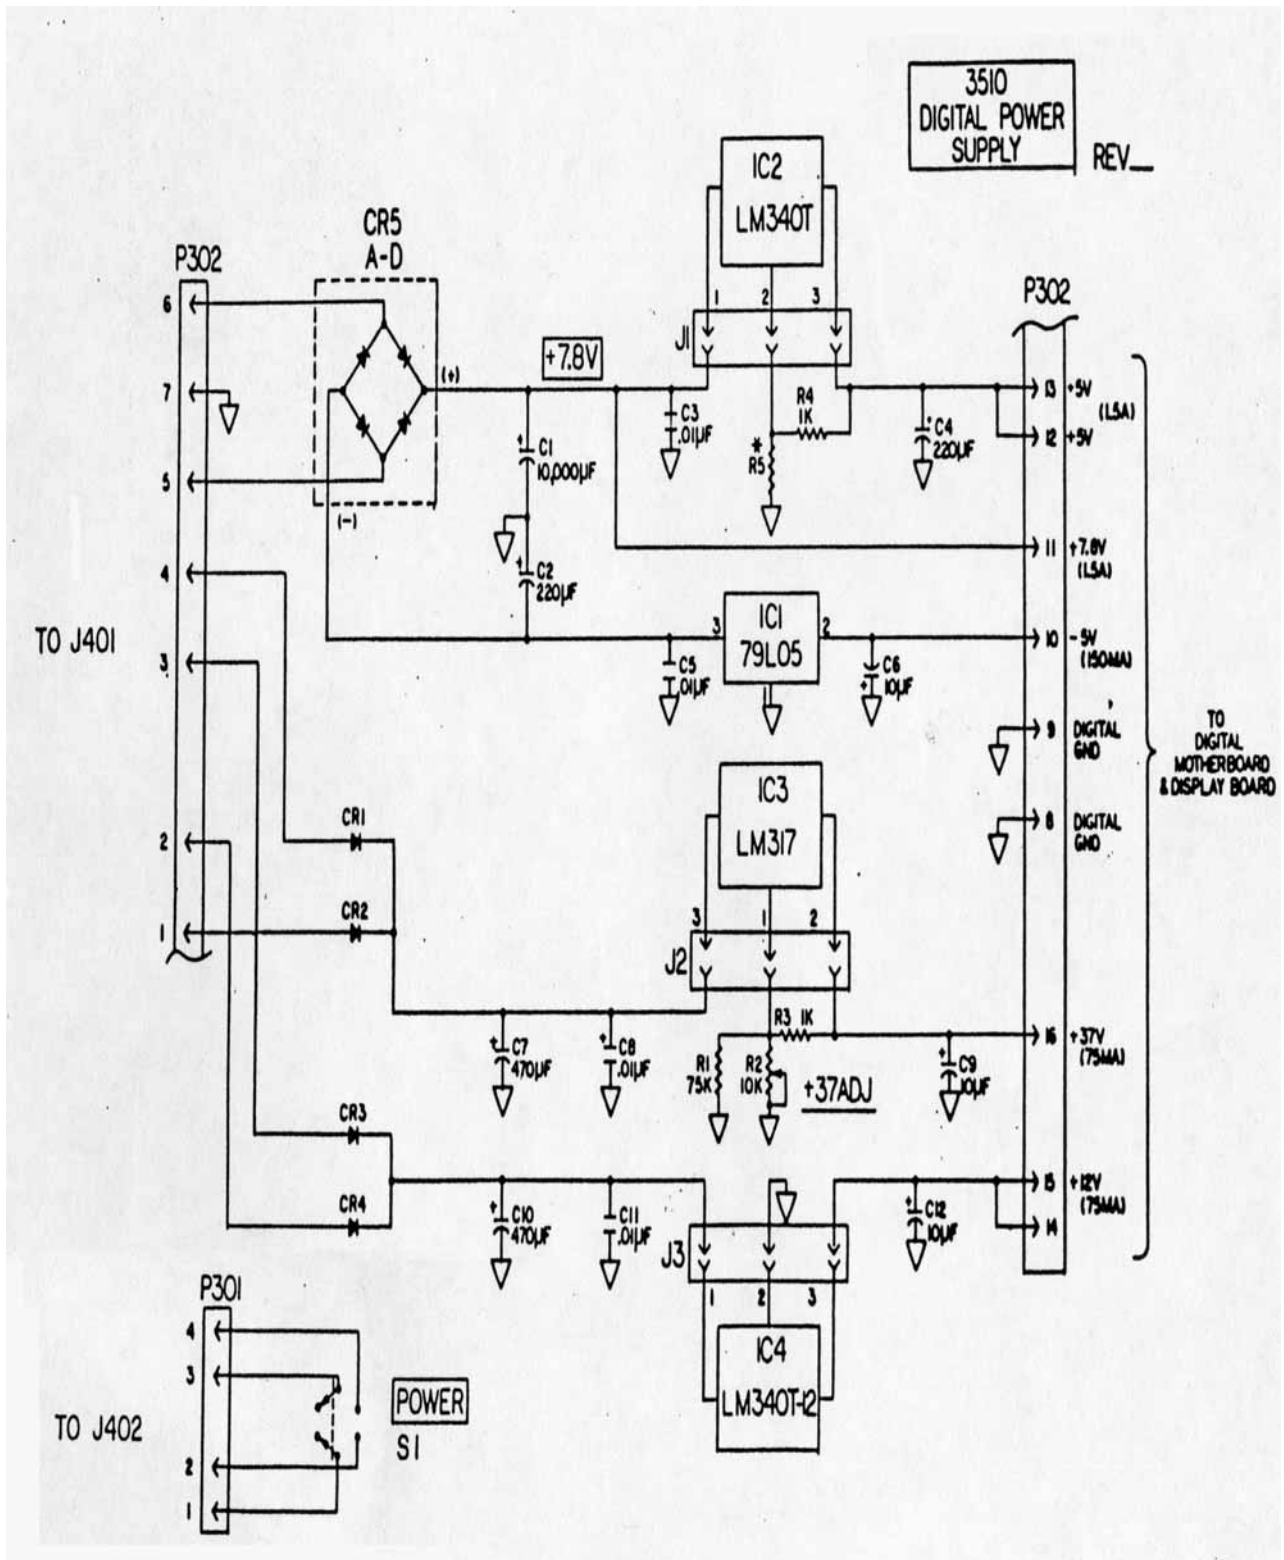 3510
DIGITAL POWER
SUPPLY
REV__
IC2
LM340T
CR5
A-D
P302
6
7
5
4
3
2
1
TO J401
(+)
(-)
+7.8V
1 2 3
J1
P302
C1
10,000µF
C2
220µF
C3
.01µF
R4
1K
*
R5
C4
220µF
13 +5V
(1.5A)
12 +5V
11 +7.8V
(1.5A)
IC1
79L05
3
2
1
C5
.01µF
C6
10µF
10 -5V
(150MA)
9 DIGITAL
GND
8 DIGITAL
GND
TO
DIGITAL
MOTHERBOARD
& DISPLAY BOARD
IC3
LM317
3 1 2
J2
CR1
CR2
C7
470µF
C8
.01µF
R3 1K
R1
75K
R2
10K
+37ADJ
C9
10µF
16 +37V
(75MA)
CR3
CR4
C10
470µF
C11
.01µF
J3
1 2 3
C12
10µF
15 +12V
(75MA)
14
IC4
LM340T-12
P301
4
3
2
1
TO J402
POWER
S1